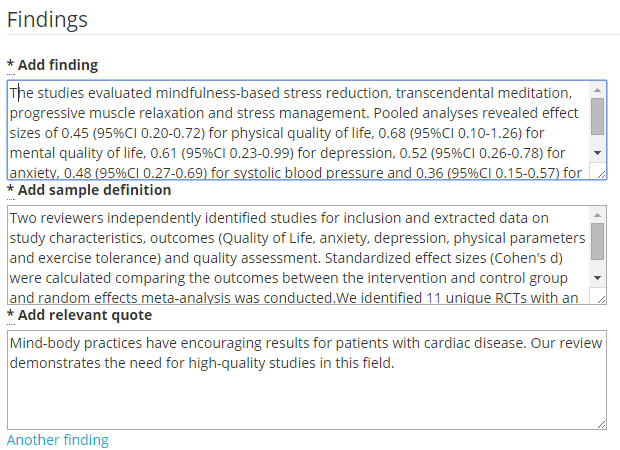 Findings
* Add finding
The studies evaluated mindfulness-based stress reduction, transcendental meditation,
progressive muscle relaxation and stress management. Pooled analyses revealed effect
sizes of 0.45 (95%CI 0.20-0.72) for physical quality of life, 0.68 (95%CI 0.10-1.26) for
mental quality of life, 0.61 (95%CI 0.23-0.99) for depression, 0.52 (95%CI 0.26-0.78) for
anxiety, 0.48 (95%CI 0.27-0.69) for systolic blood pressure and 0.36 (95%CI 0.15-0.57) for
* Add sample definition
Two reviewers independently identified studies for inclusion and extracted data on
study characteristics, outcomes (Quality of Life, anxiety, depression, physical parameters
and exercise tolerance) and quality assessment. Standardized effect sizes (Cohen's d)
were calculated comparing the outcomes between the intervention and control group
and random effects meta-analysis was conducted.We identified 11 unique RCTs with an
* Add relevant quote
Mind-body practices have encouraging results for patients with cardiac disease. Our review
demonstrates the need for high-quality studies in this field.
Another finding